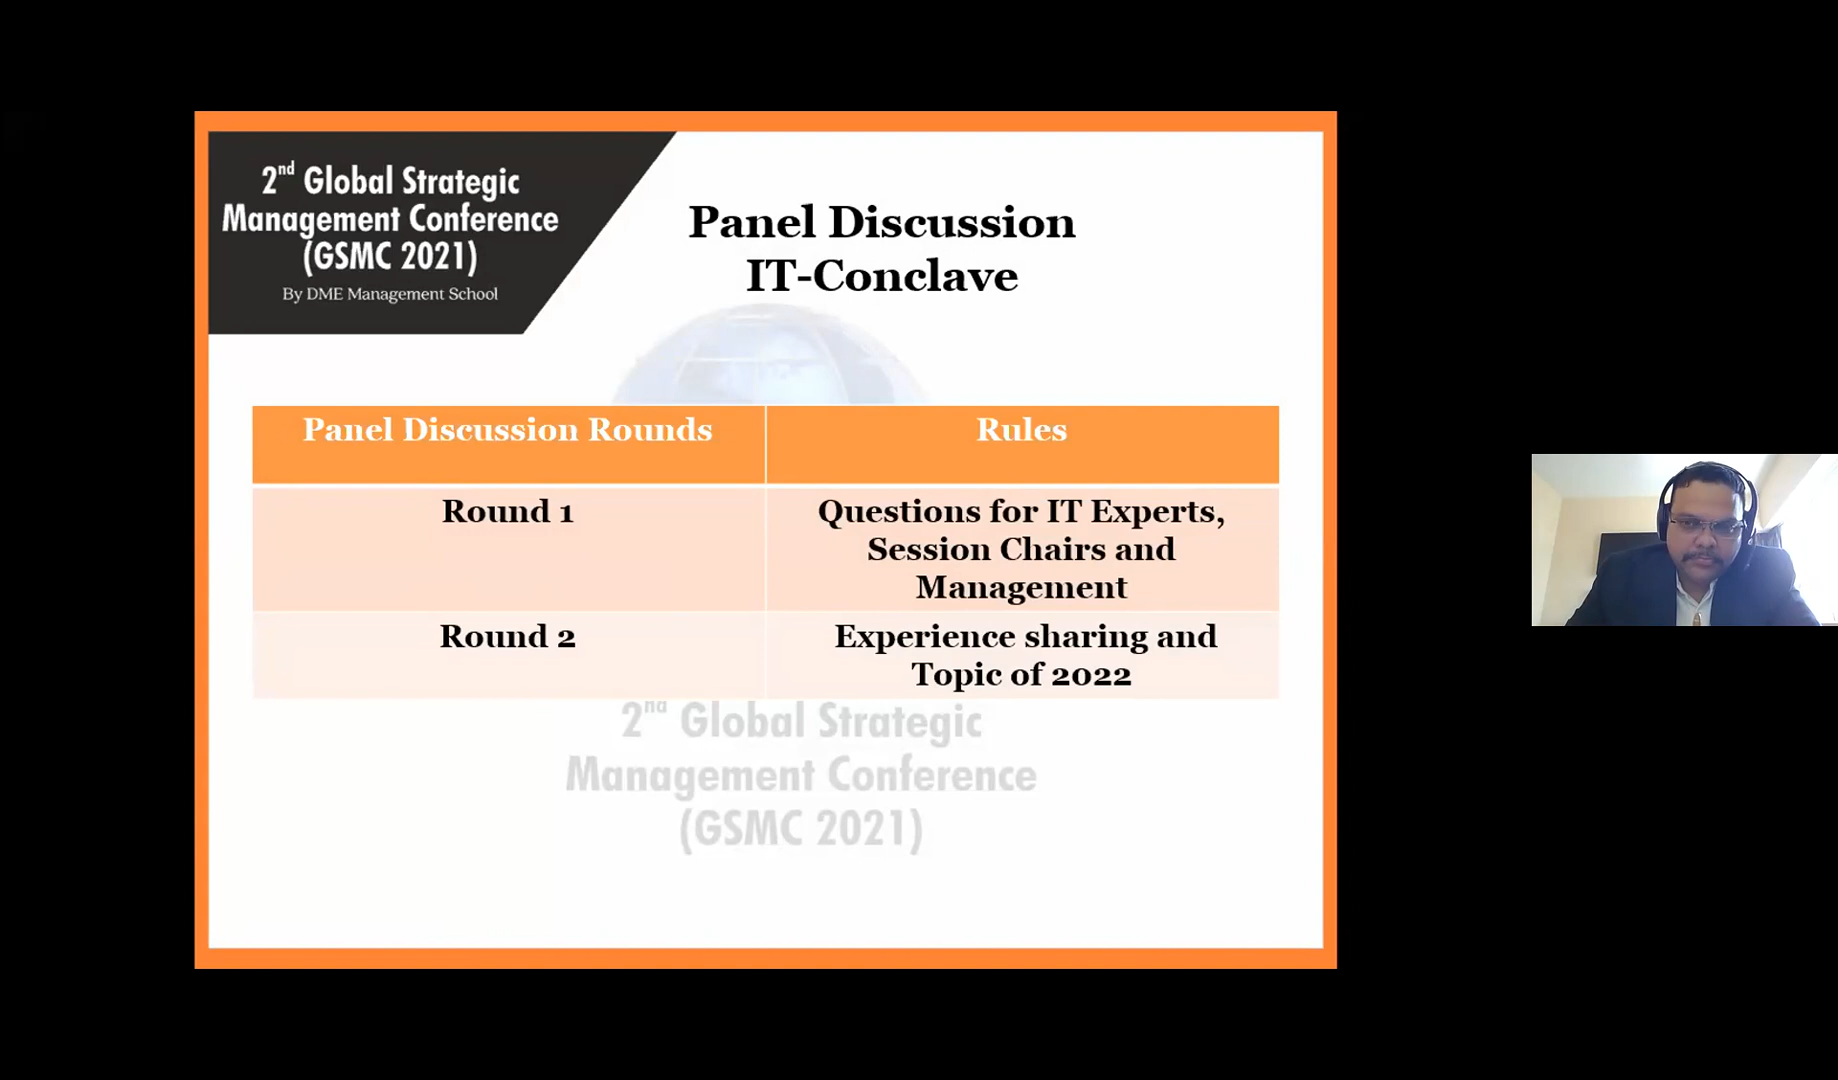 2nd Global Strategic
Management Conference
(GSMC 2021)
By DME Management School
Panel Discussion
IT-Conclave
Panel Discussion Rounds
Rules
Round 1
Questions for IT Experts,
Session Chairs and
Management
Round 2
Experience sharing and
Topic of 2022
2nd Global Strategic
Management Conference
(GSMC 2021)